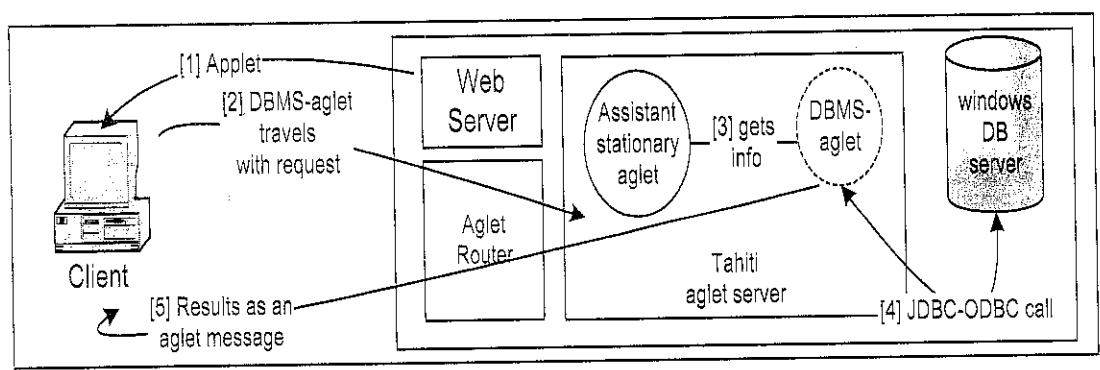 [1] Applet
[2] DBMS-aglet
travels
with request
Client
[5] Results as an
aglet message
Web
Server
Aglet
Router
Assistant
stationary
aglet
[3] gets
info
DBMS-
aglet
Tahiti
aglet server
windows
DB
server
[4] JDBC-ODBC call